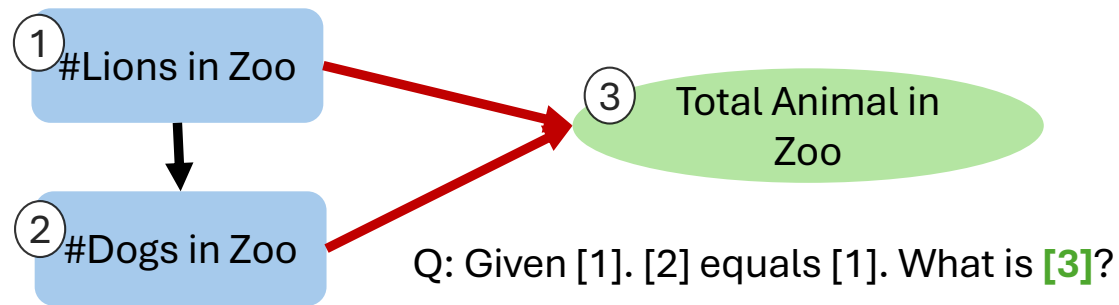 1
#Lions in Zoo
3
Total Animal in
Zoo
2
#Dogs in Zoo
Q: Given [1]. [2] equals [1]. What is [3]?